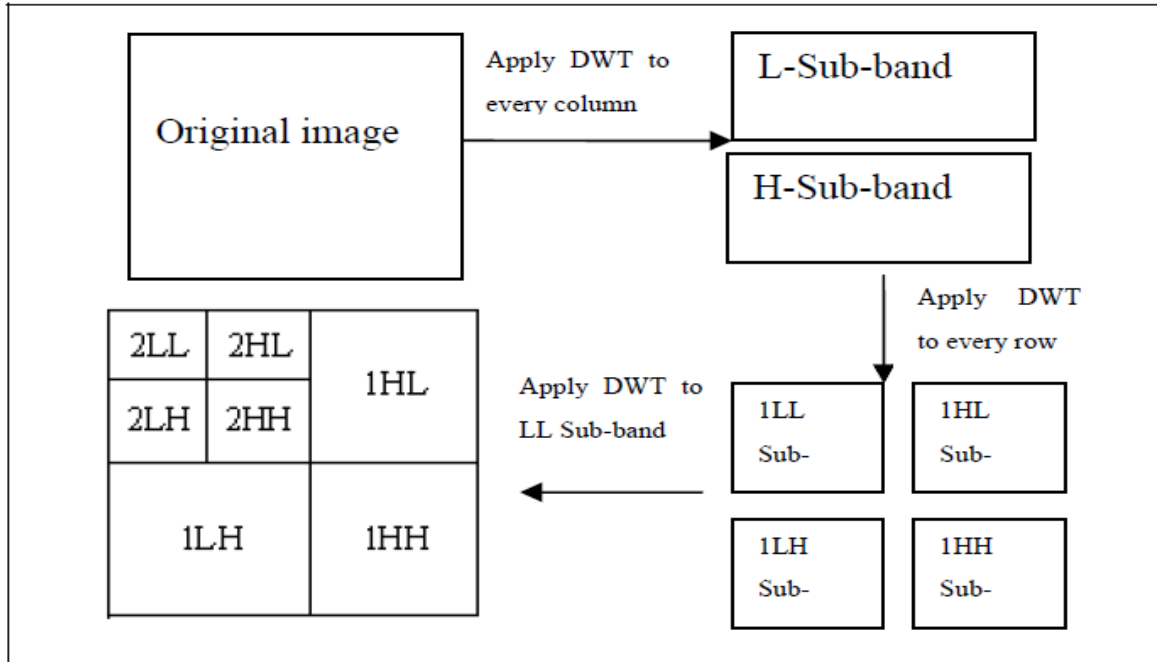 Original image
Apply DWT to
every column
L-Sub-band
H-Sub-band
Apply DWT
to every row
1LL
Sub-
1HL
Sub-
1LH
Sub-
1HH
Sub-
Apply DWT to
LL Sub-band
2LL 2HL
1HL
2LH 2HH
1LH 1HH